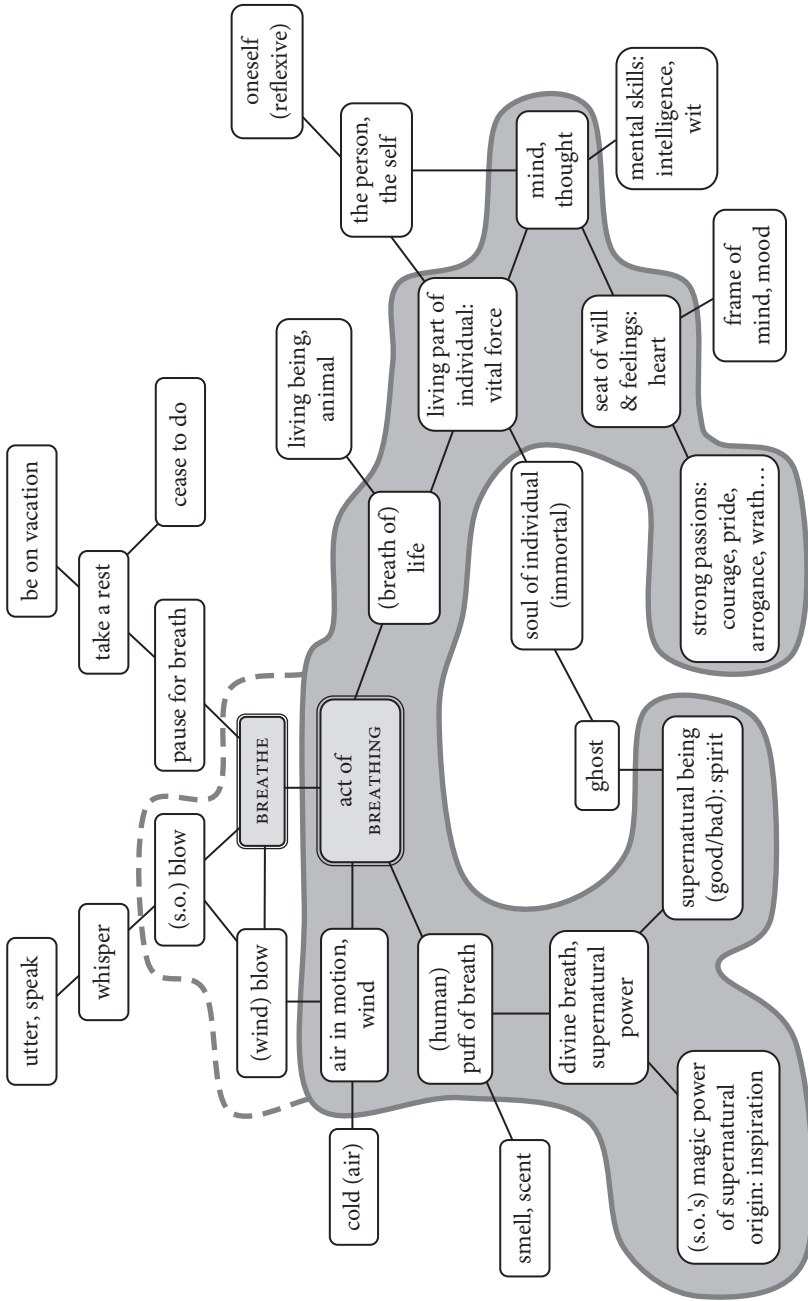 utter, speak
be on vacation
whisper
take a rest
(s.o.) blow
pause for breath
cease to do
(wind) blow
BREATHE
living being,
animal
oneself
(reflexive)
cold (air)
air in motion,
wind
act of
BREATHING
(breath of)
life
living part of
individual:
vital force
the person,
the self
(human)
puff of breath
smell, scent
soul of individual
(immortal)
mind,
thought
divine breath,
supernatural
power
ghost
seat of will
& feelings:
heart
mental skills:
intelligence,
wit
(s.o.'s) magic power
of supernatural
origin: inspiration
supernatural being
(good/bad): spirit
strong passions:
courage, pride,
arrogance, wrath…
frame of
mind, mood